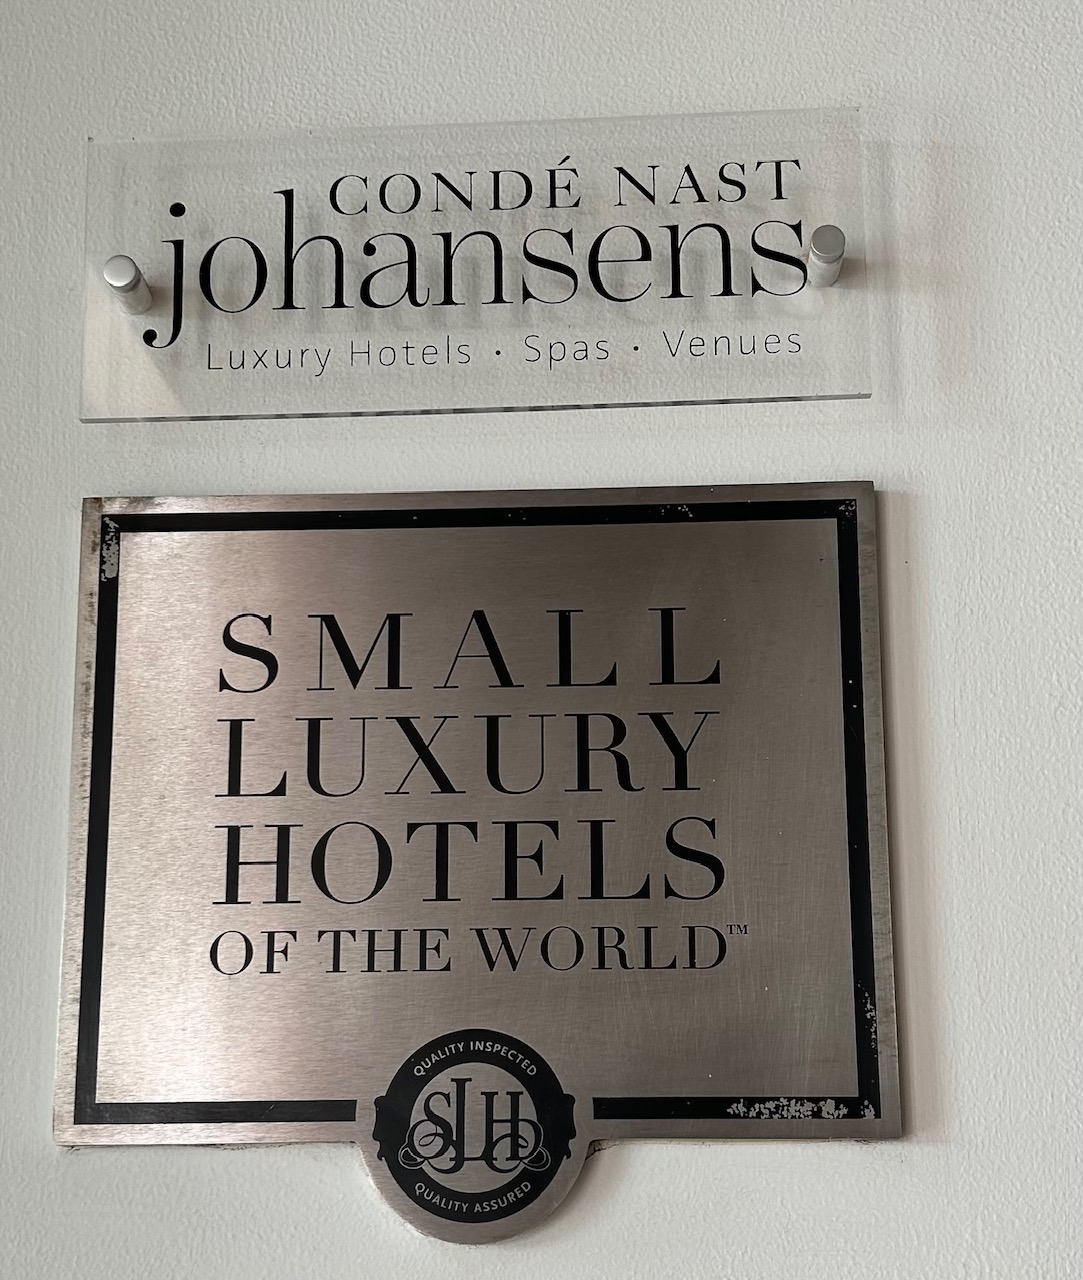 CONDÉ NAST
johansens
Luxury Hotels · Spas · Venues
SMALL
LUXURY
HOTELS
OF THE WORLD™
QUALITY INSPECTED
SLH
QUALITY ASSURED